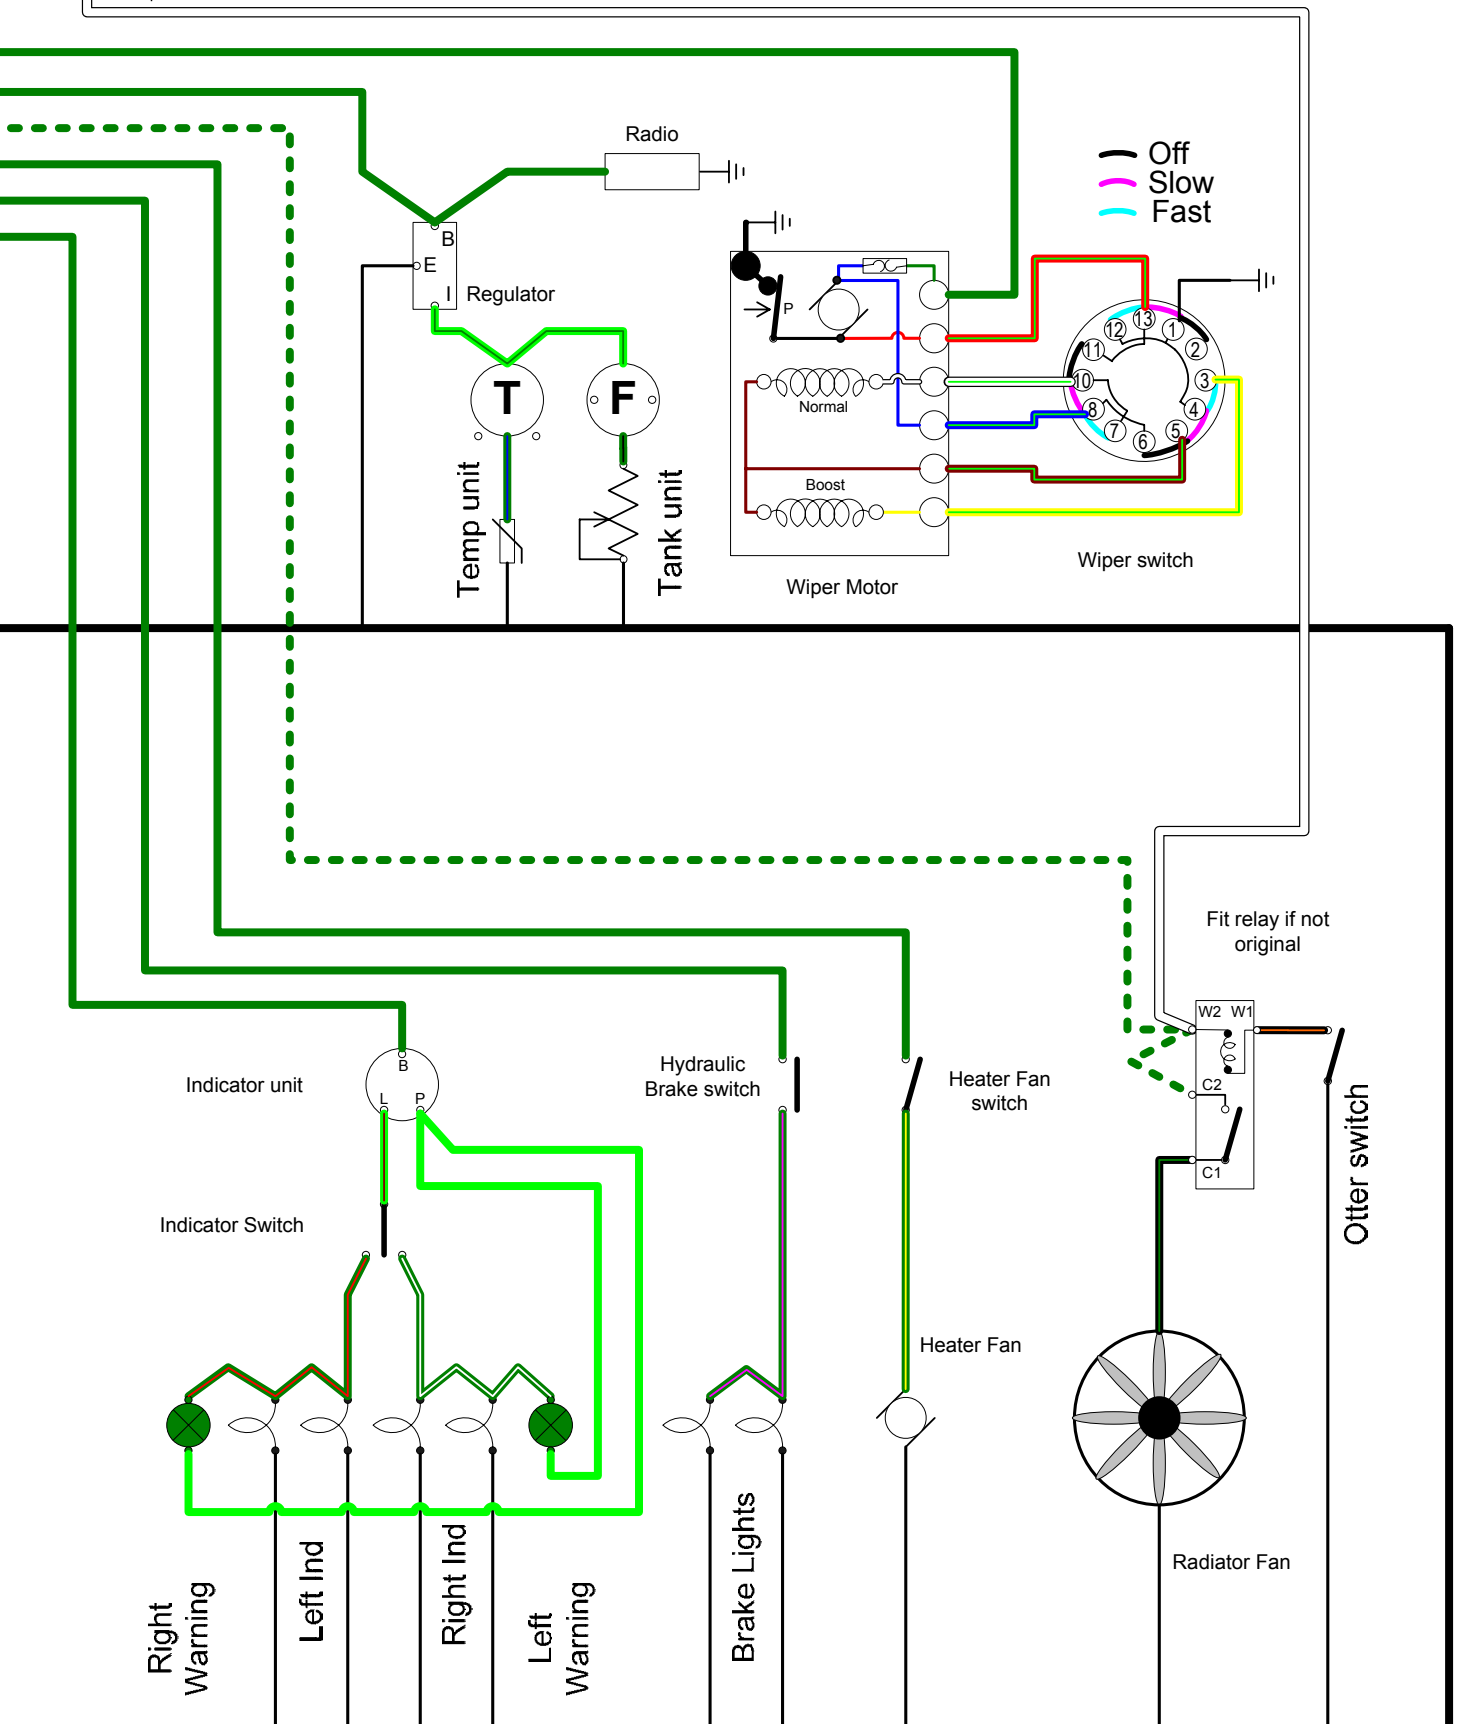 Radio
Off
Slow
Fast
B
E
I
Regulator
P
13
12
1
11
2
10
3
8
4
7
5
6
T
F
Normal
Boost
Temp unit
Tank unit
Wiper switch
Wiper Motor
Fit relay if not
original
W2 W1
C2
C1
Otter switch
B
L P
Indicator unit
Hydraulic
Brake switch
Heater Fan
switch
Indicator Switch
Heater Fan
Radiator Fan
Right
Warning
Left Ind
Right Ind
Left
Warning
Brake Lights